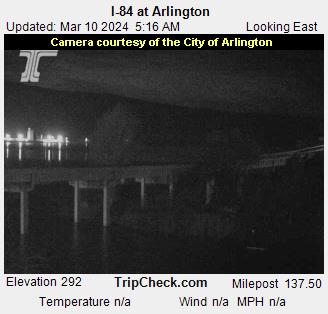 I-84 at Arlington
Updated: Mar 10 2024 5:16 AM Looking East
Camera courtesy of the City of Arlington
Elevation 292 TripCheck.com Milepost 137.50
Temperature n/a Wind n/a MPH n/a